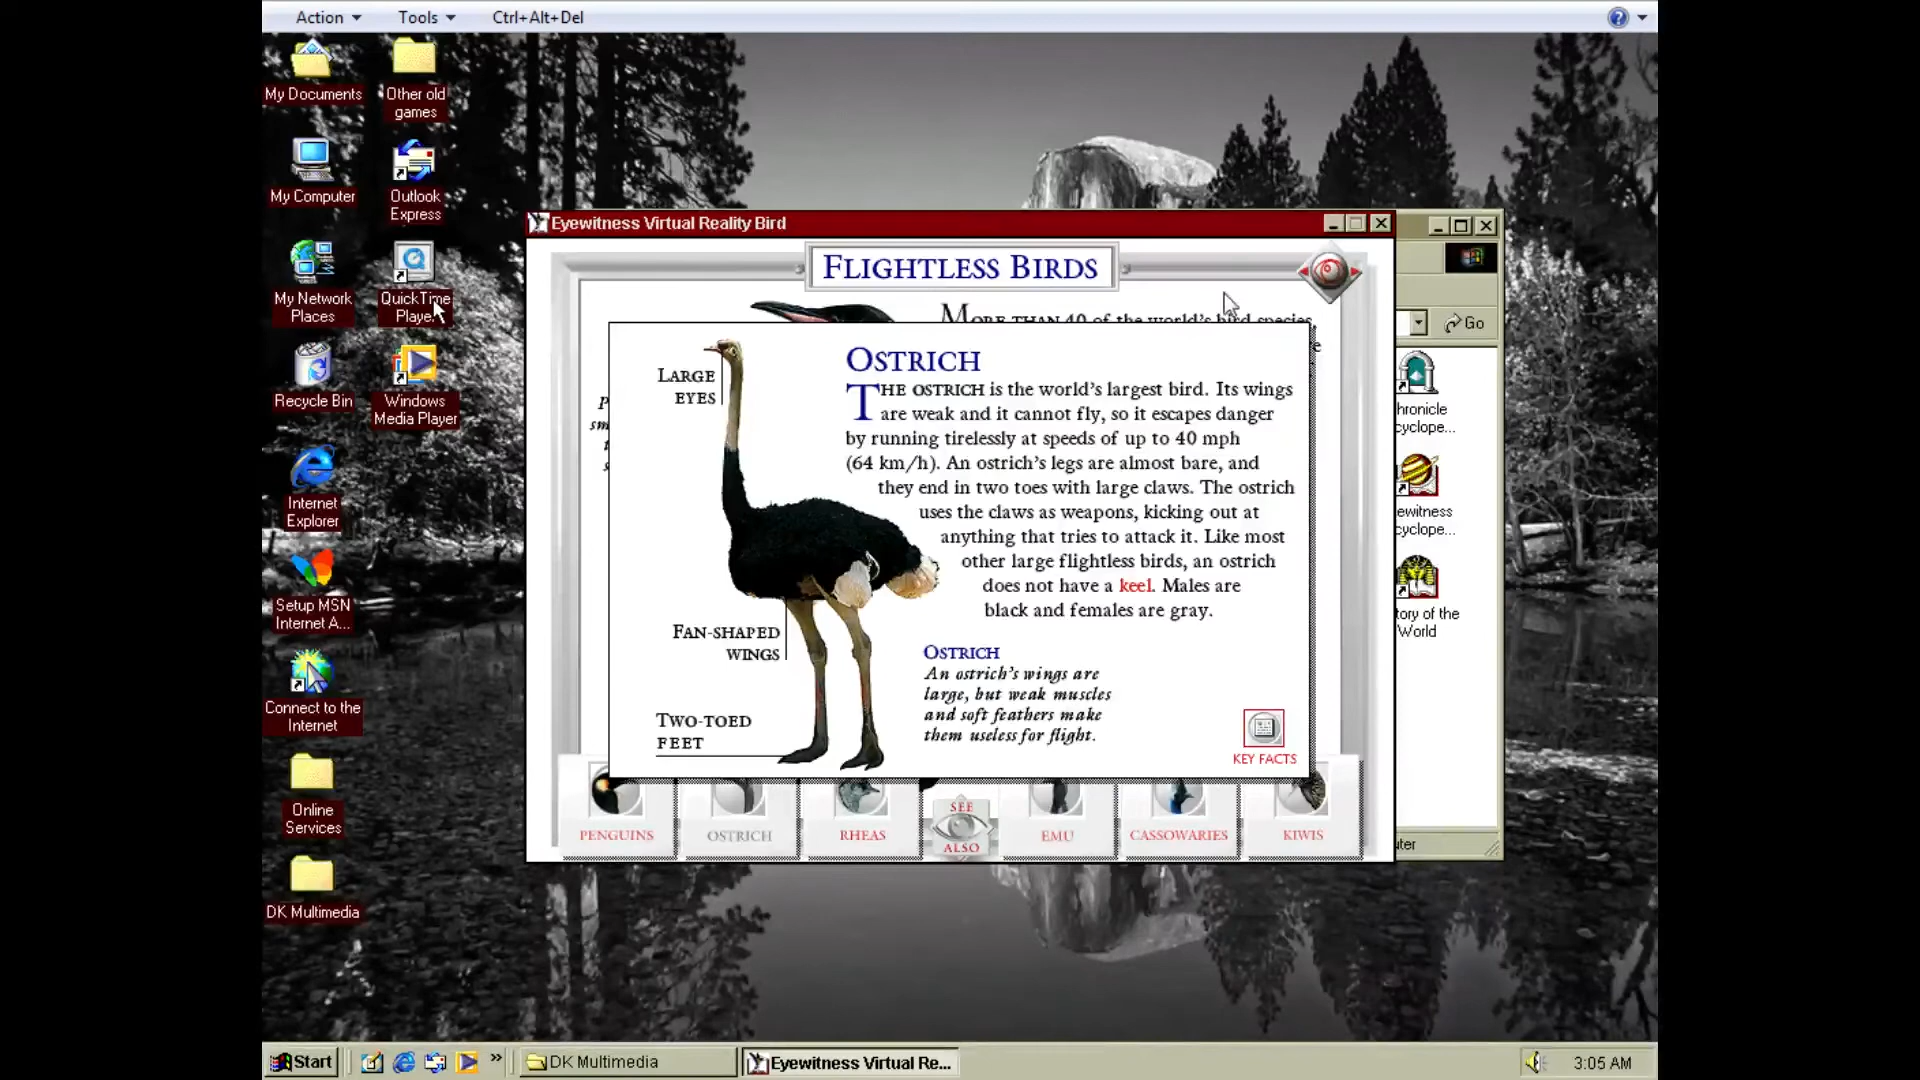 Action Tools Ctrl+Alt+Del
My Documents
Other old
games
My Computer
Outlook
Express
My Network
Places
QuickTime
Recycle Bin
Windows
Media Player
Internet
Explorer
Setup MSN
Internet A...
Connect to the
Internet
Online
Services
DK Multimedia
Eyewitness Virtual Reality Bird
FLIGHTLESS BIRDS
MORE THAN 40 of the world's bird species,
OSTRICH
THE OSTRICH is the world's largest bird. Its wings
are weak and it cannot fly, so it escapes danger
by running tirelessly at speeds of up to 40 mph
(64 km/h). An ostrich's legs are almost bare, and
they end in two toes with large claws. The ostrich
uses the claws as weapons, kicking out at
anything that tries to attack it. Like most
other large flightless birds, an ostrich
does not have a keel. Males are
black and females are gray.
LARGE
EYES
FAN-SHAPED
WINGS
TWO-TOED
FEET
OSTRICH
An ostrich's wings are
large, but weak muscles
and soft feathers make
them useless for flight.
KEY FACTS
PENGUINS
OSTRICH
RHEAS
SEE
ALSO
EMU
CASSOWARIES
KIWIS
Go
hronicle
cyclope...
ewitness
cyclope...
tory of the
World
uter
Start
DK Multimedia
Eyewitness Virtual Re...
3:05 AM